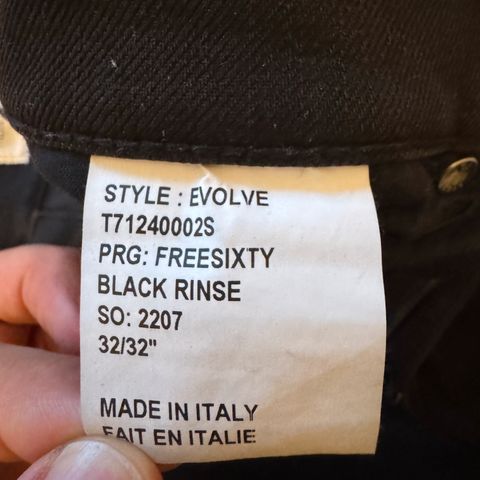 STYLE : EVOLVE
T71240002S
PRG: FREESIXTY
BLACK RINSE
SO: 2207
32/32"
MADE IN ITALY
FAIT EN ITALIE